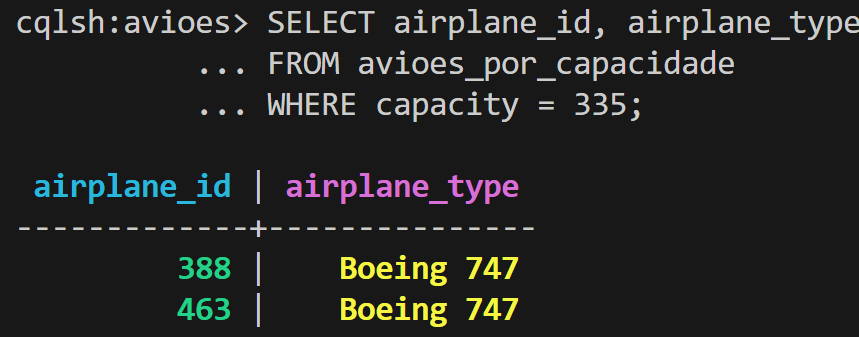 cqlsh:avioes> SELECT airplane_id, airplane_type
... FROM avioes_por_capacidade
... WHERE capacity = 335;
airplane_id | airplane_type
-------------+---------------
388 | Boeing 747
463 | Boeing 747